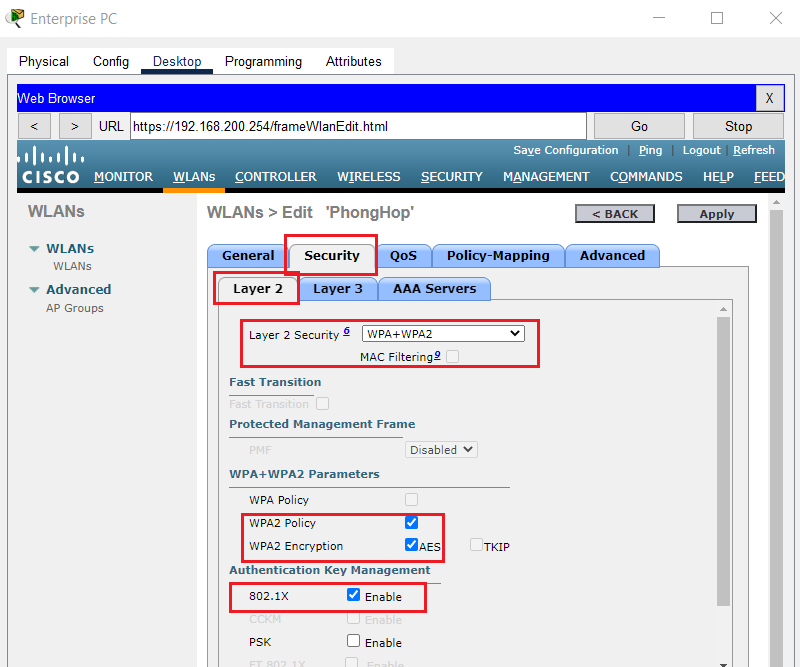 Enterprise PC
Physical Config Desktop Programming Attributes
Web Browser X
< > URL https://192.168.200.254/frameWlanEdit.html Go Stop
Save Configuration | Ping | Logout | Refresh
CISCO MONITOR WLANs CONTROLLER WIRELESS SECURITY MANAGEMENT COMMANDS HELP FEED
WLANs
WLANs
WLANs
Advanced
AP Groups
WLANs > Edit 'PhongHop' < BACK Apply
General Security QoS Policy-Mapping Advanced
Layer 2 Layer 3 AAA Servers
Layer 2 Security 6 WPA+WPA2
MAC Filtering9
Fast Transition
Fast Transition
Protected Management Frame
PMF Disabled
WPA+WPA2 Parameters
WPA Policy
WPA2 Policy
WPA2 Encryption AES TKIP
Authentication Key Management
802.1X Enable
CCKM Enable
PSK Enable
FT 802.1X Enable